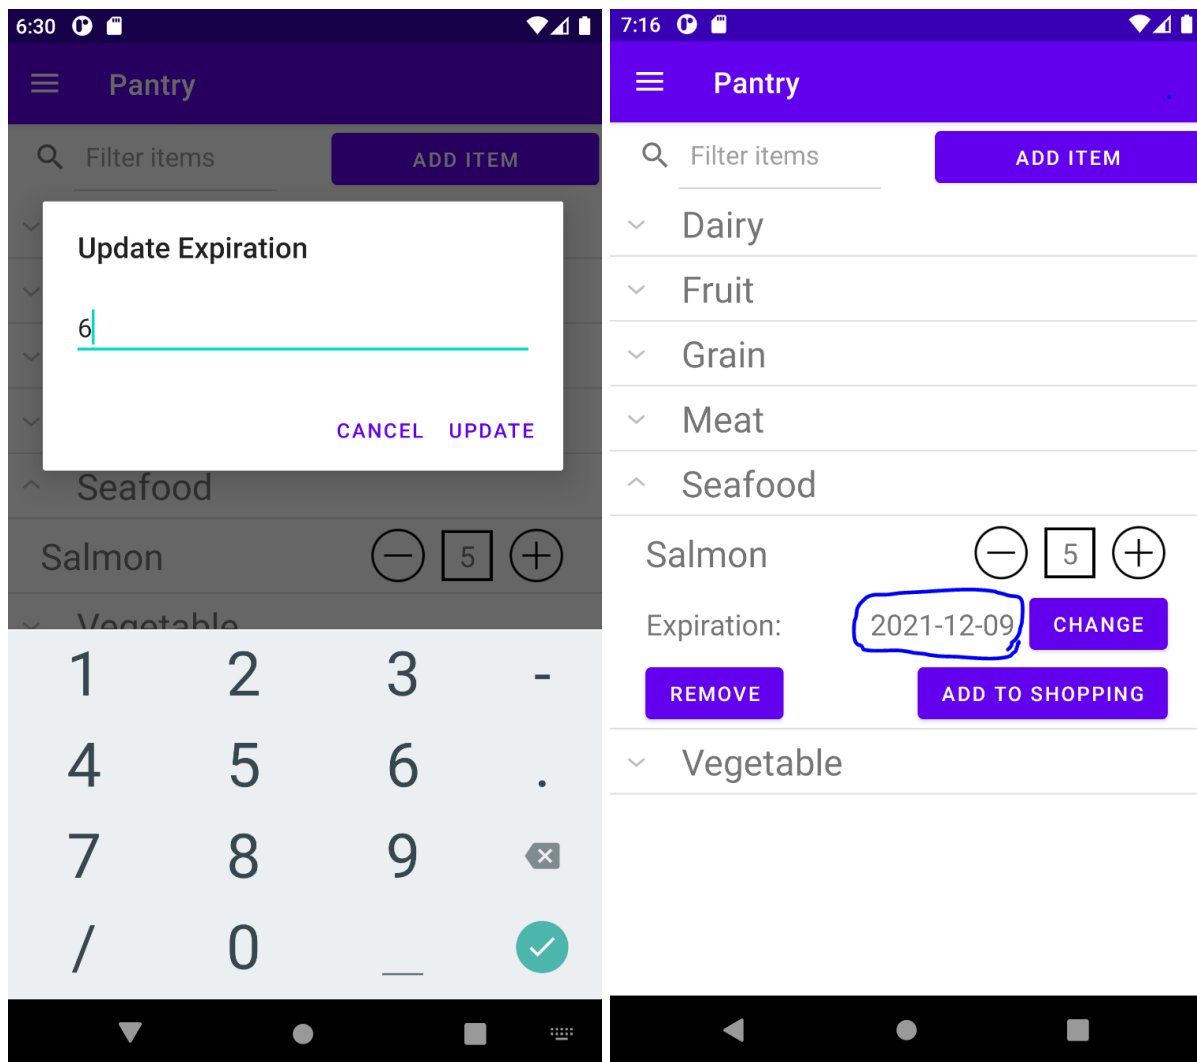 6:30
Pantry
Filter items
ADD ITEM
Update Expiration
6
CANCEL UPDATE
Seafood
Salmon 5
Vegetable
1 2 3 -
4 5 6 .
7 8 9
/ 0 _
7:16
Pantry
Filter items
ADD ITEM
Dairy
Fruit
Grain
Meat
Seafood
Salmon 5
Expiration: 2021-12-09 CHANGE
REMOVE ADD TO SHOPPING
Vegetable